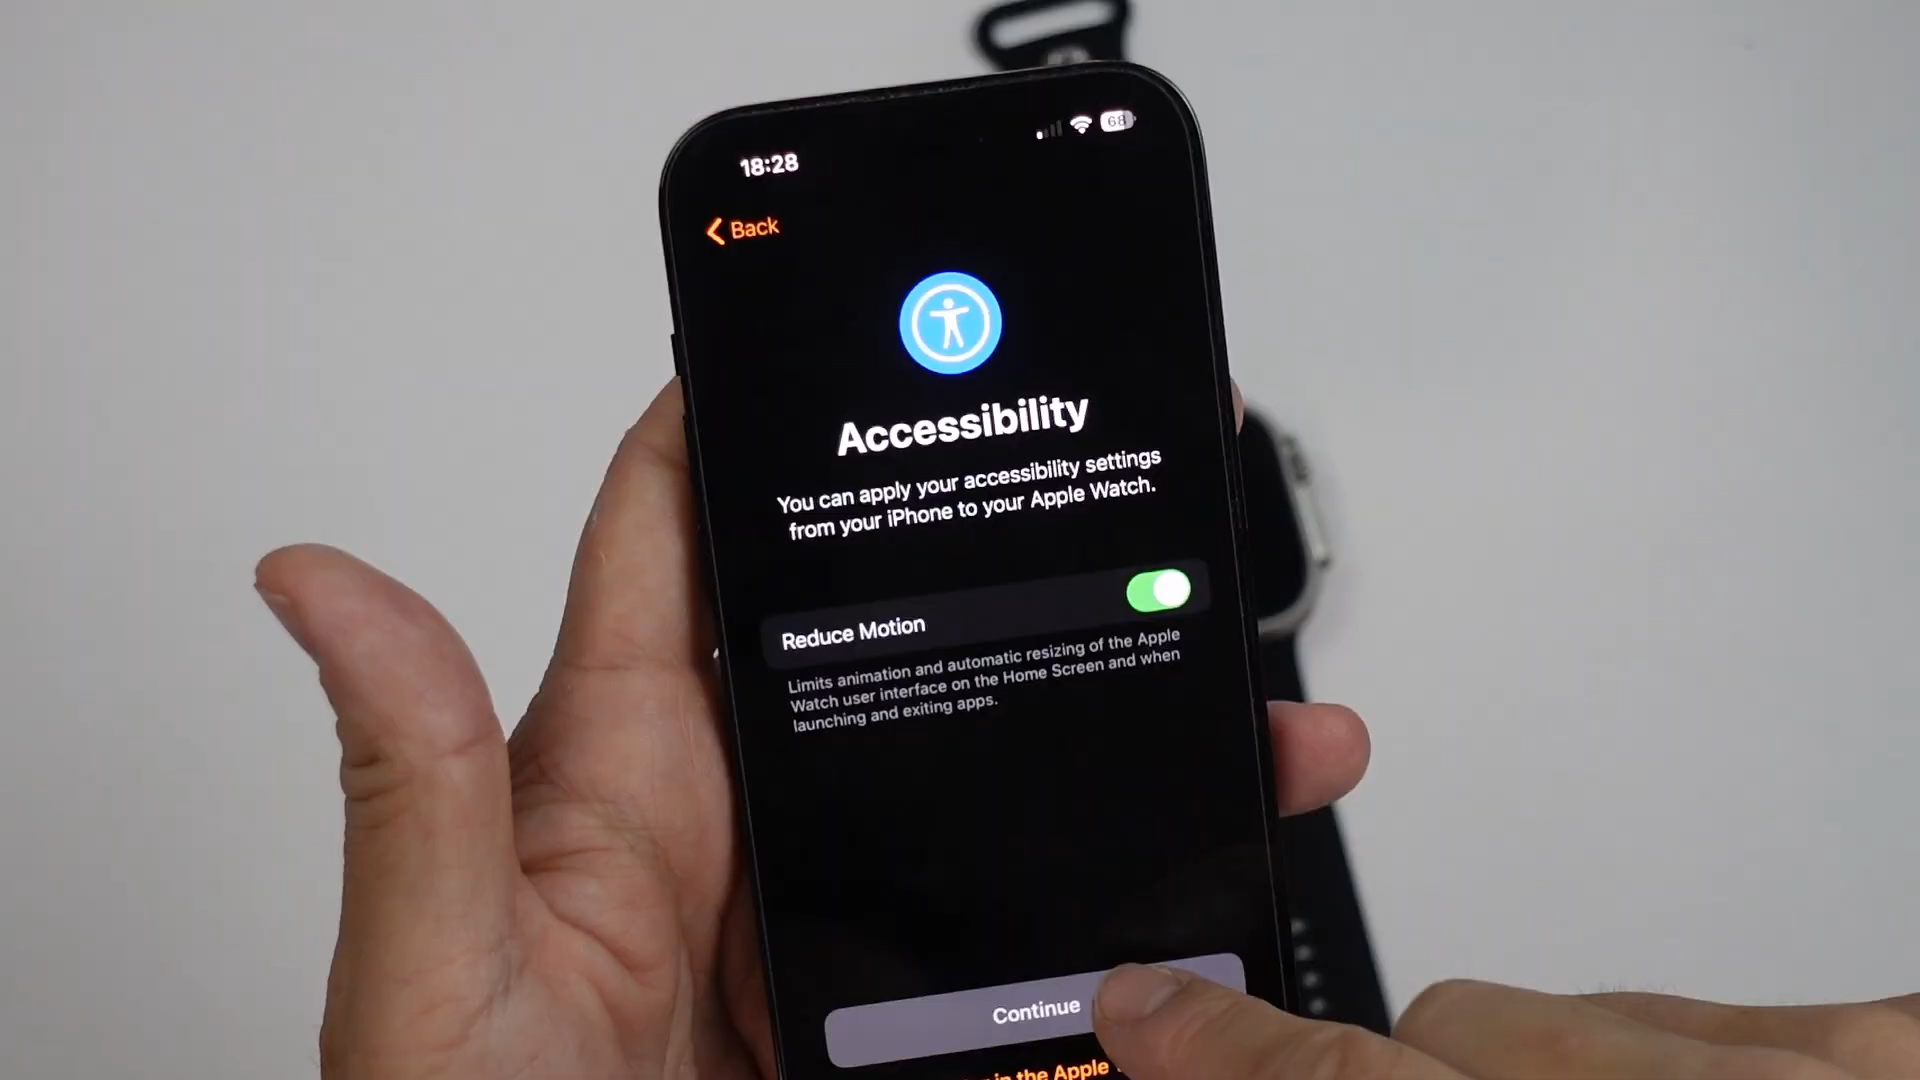 18:28
68
Back
Accessibility
You can apply your accessibility settings
from your iPhone to your Apple Watch.
Reduce Motion
Limits animation and automatic resizing of the Apple
Watch user interface on the Home Screen and when
launching and exiting apps.
Continue
in the Apple